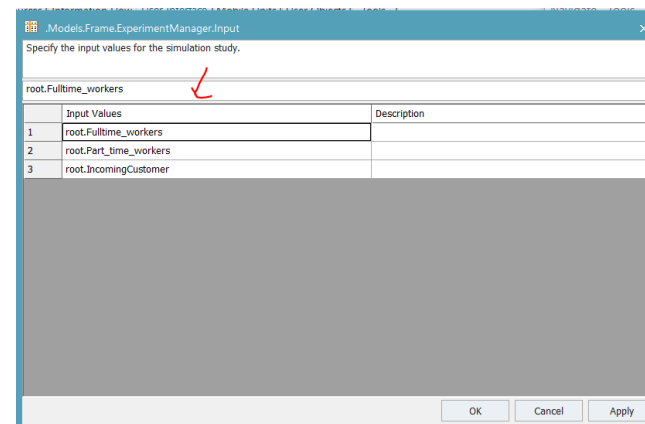 .Models.Frame.ExperimentManager.Input
Specify the input values for the simulation study.
root.Fulltime_workers
Input Values Description
1 root.Fulltime_workers
2 root.Part_time_workers
3 root.IncomingCustomer
OK Cancel Apply